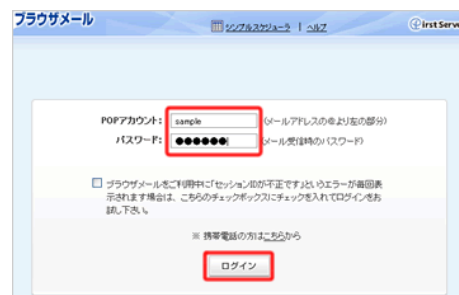 ブラウザメール
シンプルスケジューラ | ヘルプ
First Serve
POPアカウント: sample (メールアドレスの@より左の部分)
パスワード: ●●●●●● (メール受信時のパスワード)
ブラウザメールをご利用中に「セッションIDが不正です」というエラーが毎回表
示されます場合は、こちらのチェックボックスにチェックを入れてログインをお
試し下さい。
※ 携帯電話の方はこちらから
ログイン